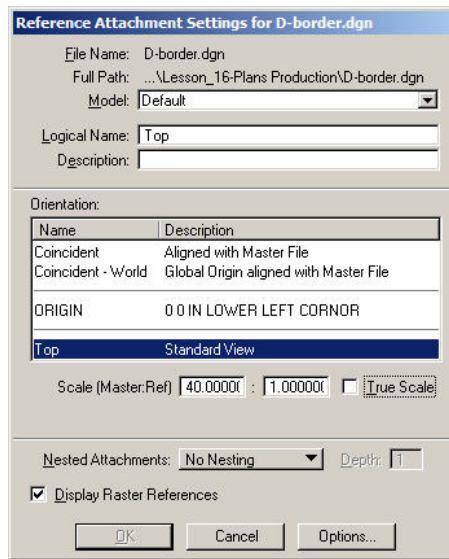 Reference Attachment Settings for D-border.dgn
File Name: D-border.dgn
Full Path: ...\Lesson_16-Plans Production\D-border.dgn
Model: Default
Logical Name: Top
Description:
Orientation:
Name Description
Coincident Aligned with Master File
Coincident - World Global Origin aligned with Master File
ORIGIN 0 0 IN LOWER LEFT CORNOR
Top Standard View
Scale (Master:Ref) 40.00000 : 1.000000 True Scale
Nested Attachments: No Nesting Depth: 1
Display Raster References
OK Cancel Options...